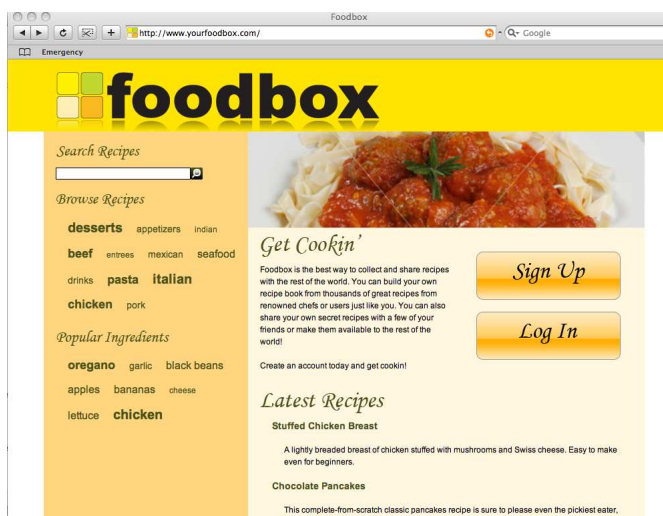 Foodbox
http://www.yourfoodbox.com/
Google
Emergency
foodbox
Search Recipes
Browse Recipes
desserts appetizers indian
beef entrees mexican seafood
drinks pasta italian
chicken pork
Popular Ingredients
oregano garlic black beans
apples bananas cheese
lettuce chicken
Get Cookin'
Foodbox is the best way to collect and share recipes
with the rest of the world. You can build your own
recipe book from thousands of great recipes from
renowned chefs or users just like you. You can also
share your own secret recipes with a few of your
friends or make them available to the rest of the
world!
Create an account today and get cookin!
Sign Up
Log In
Latest Recipes
Stuffed Chicken Breast
A lightly breaded breast of chicken stuffed with mushrooms and Swiss cheese. Easy to make
even for beginners.
Chocolate Pancakes
This complete-from-scratch classic pancakes recipe is sure to please even the pickiest eater,